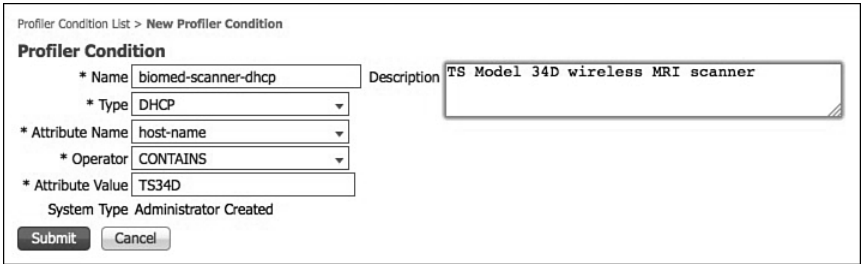 Profiler Condition List > New Profiler Condition
Profiler Condition
* Name biomed-scanner-dhcp Description TS Model 34D wireless MRI scanner
* Type DHCP
* Attribute Name host-name
* Operator CONTAINS
* Attribute Value TS34D
System Type Administrator Created
Submit Cancel